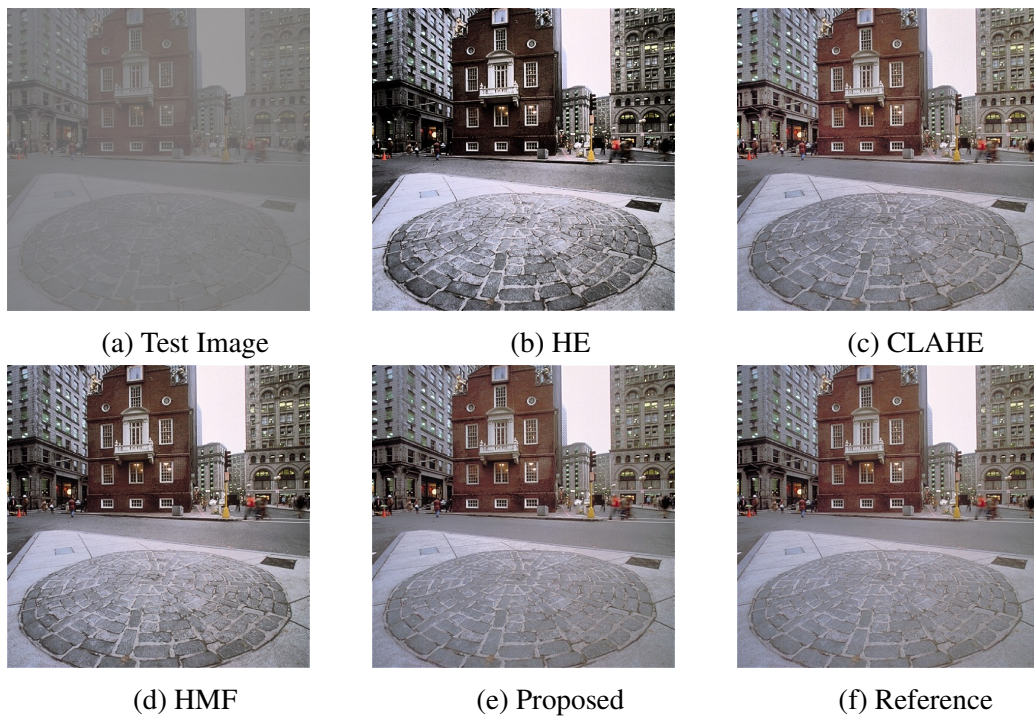 (a) Test Image
(b) HE
(c) CLAHE
(d) HMF
(e) Proposed
(f) Reference